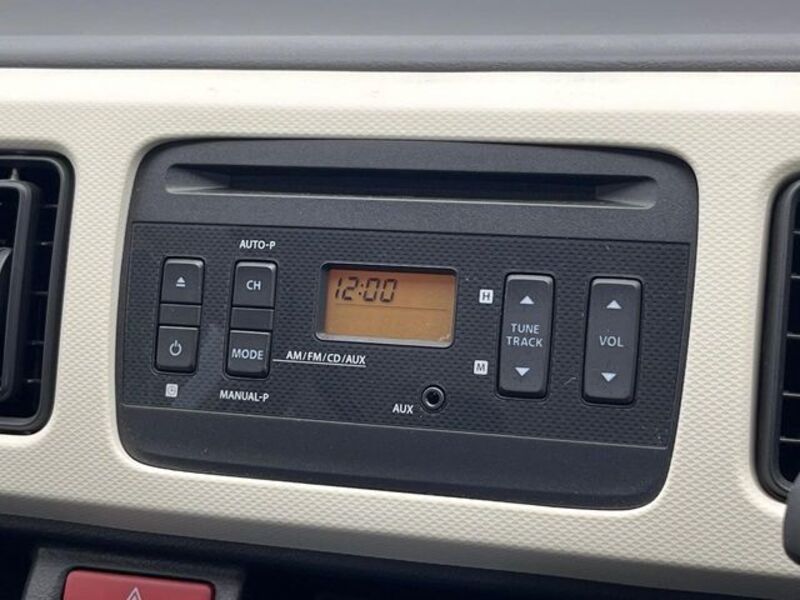 AUTO-P
CH
12:00
H
TUNE
TRACK
VOL
MODE
AM/FM/CD/AUX
M
MANUAL-P
AUX